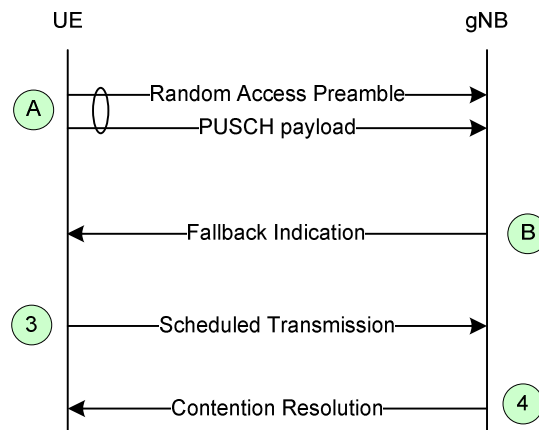 UE gNB
A Random Access Preamble
PUSCH payload
Fallback Indication B
3 Scheduled Transmission
Contention Resolution 4